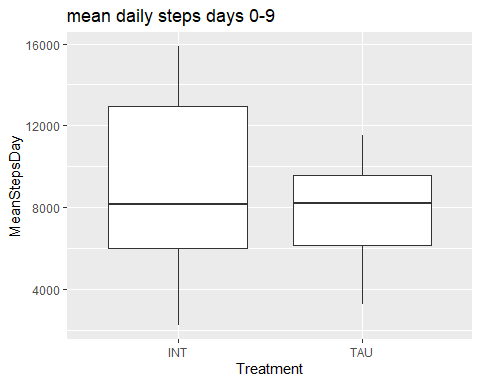 mean daily steps days 0-9
16000
12000
8000
4000
MeanStepsDay
INT
TAU
Treatment